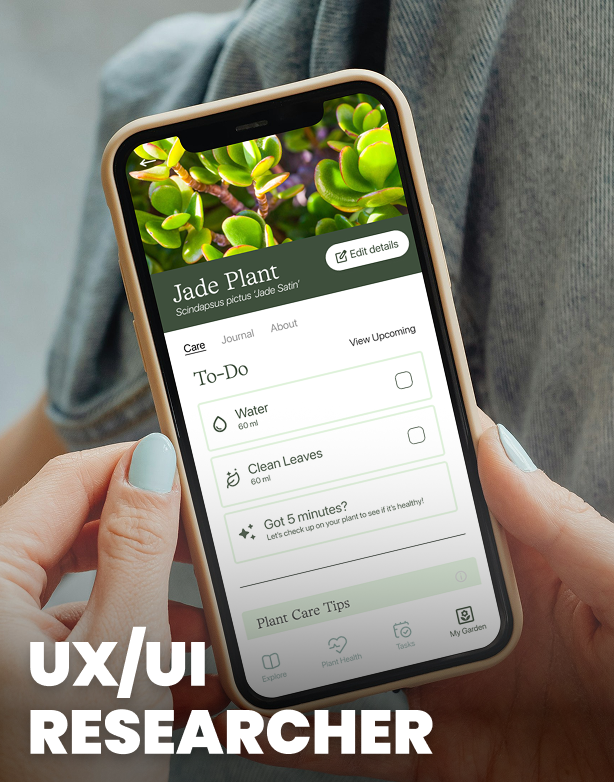 Jade Plant
Scindapsus pictus 'Jade Satin'
Edit details
Care Journal About
To-Do
View Upcoming
Water
60 ml
Clean Leaves
60 ml
Got 5 minutes?
Let's check up on your plant to see if it's healthy!
Plant Care Tips
Explore Plant Health Tasks My Garden
UX/UI
RESEARCHER